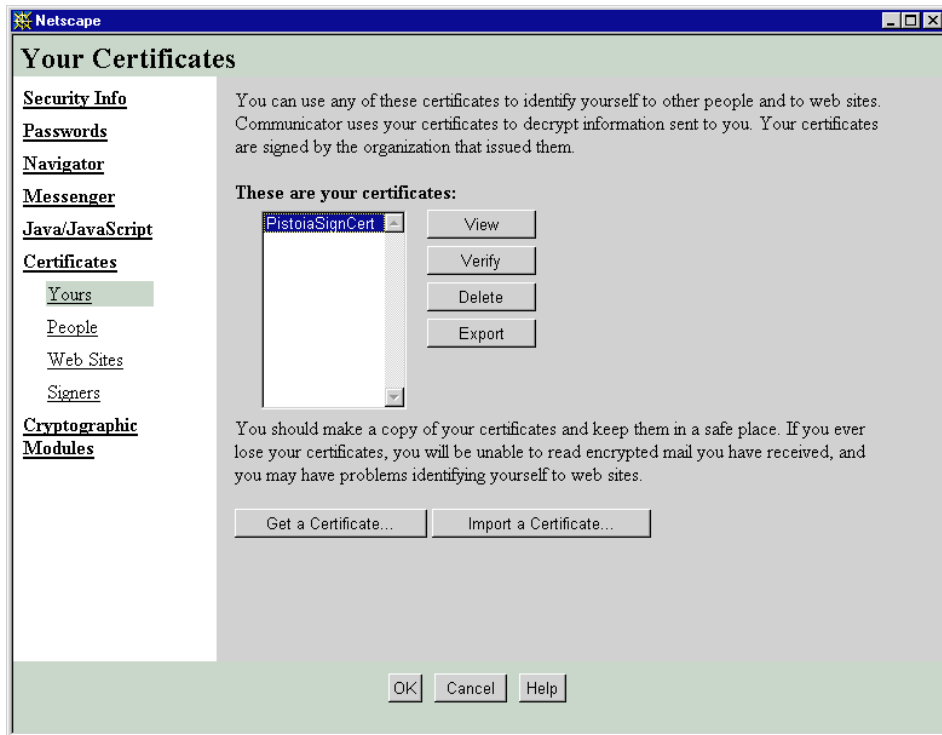 Netscape
Your Certificates
Security Info
Passwords
Navigator
Messenger
Java/JavaScript
Certificates
Yours
People
Web Sites
Signers
Cryptographic
Modules
You can use any of these certificates to identify yourself to other people and to web sites.
Communicator uses your certificates to decrypt information sent to you. Your certificates
are signed by the organization that issued them.
These are your certificates:
PistoiaSignCert
View
Verify
Delete
Export
You should make a copy of your certificates and keep them in a safe place. If you ever
lose your certificates, you will be unable to read encrypted mail you have received, and
you may have problems identifying yourself to web sites.
Get a Certificate...
Import a Certificate...
OK
Cancel
Help